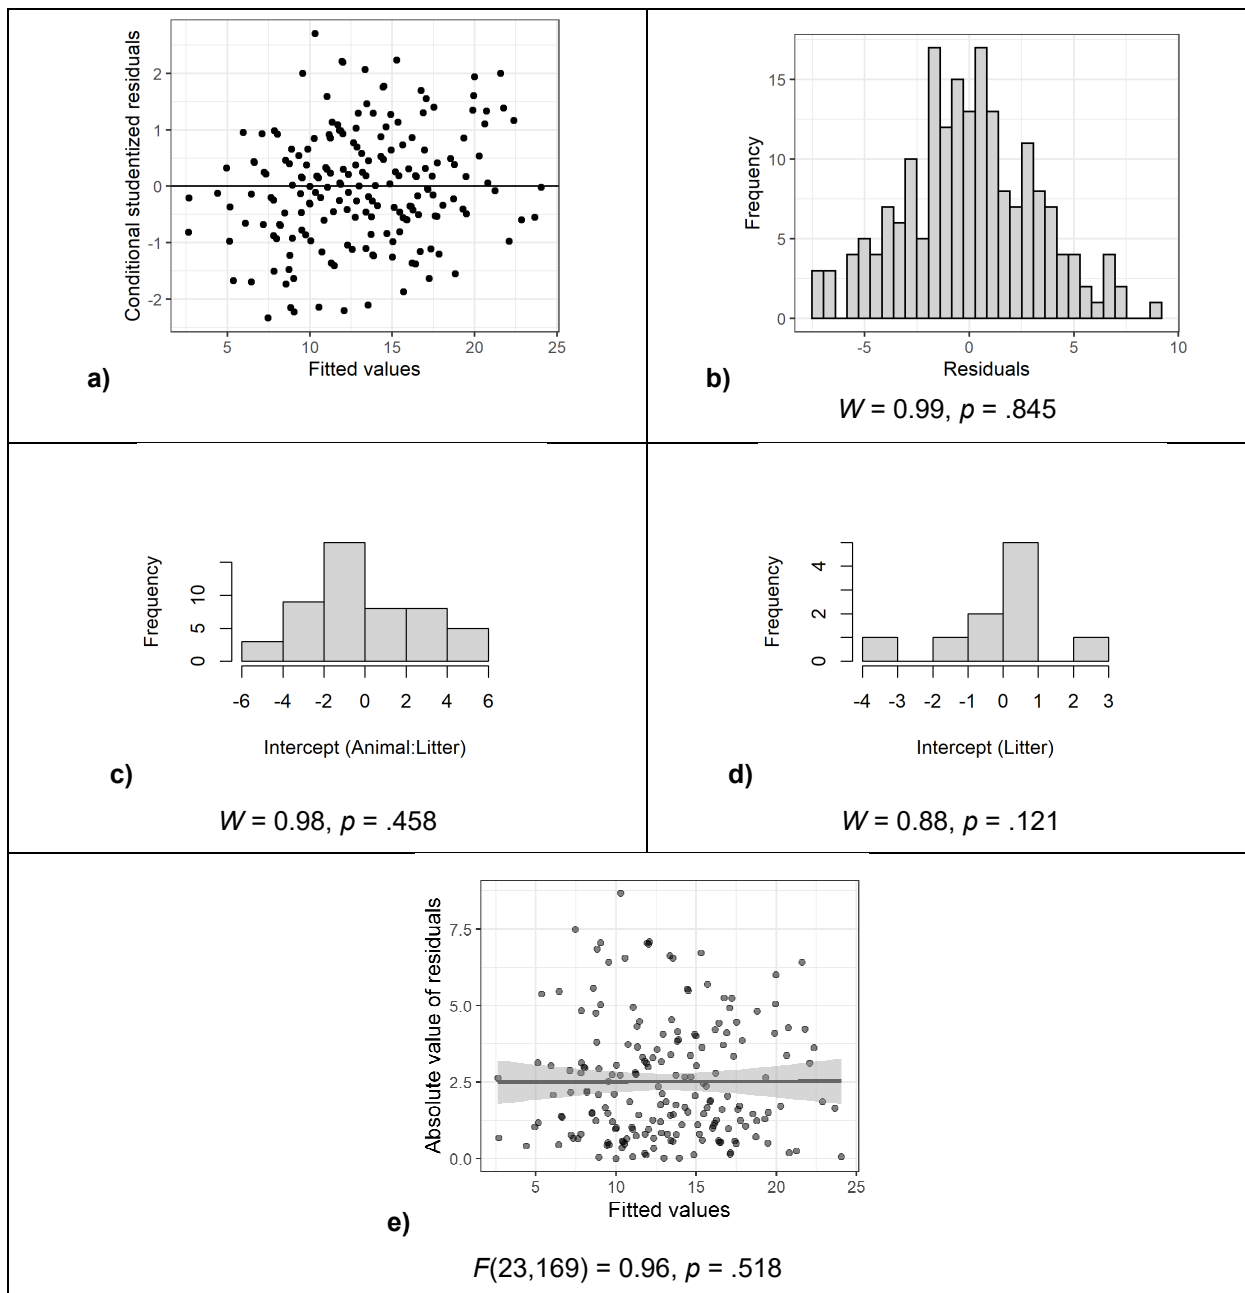 Conditional studentized residuals
2
1
0
-1
-2
5 10 15 20 25
Fitted values
a)
Frequency
15
10
5
0
-5 0 5 10
Residuals
b)
W = 0.99, p = .845
Frequency
10
5
0
-6 -4 -2 0 2 4 6
Intercept (Animal:Litter)
c)
W = 0.98, p = .458
Frequency
4
2
0
-4 -3 -2 -1 0 1 2 3
Intercept (Litter)
d)
W = 0.88, p = .121
Absolute value of residuals
7.5
5.0
2.5
0.0
5 10 15 20 25
Fitted values
e)
F(23,169) = 0.96, p = .518